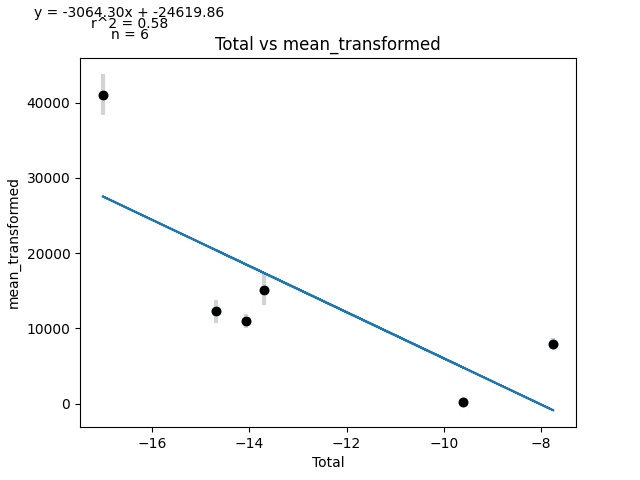 y = -3064.30x + -24619.86
r^2 = 0.58
n = 6
Total vs mean_transformed
40000
30000
20000
10000
0
mean_transformed
−16
−14
−12
−10
−8
Total